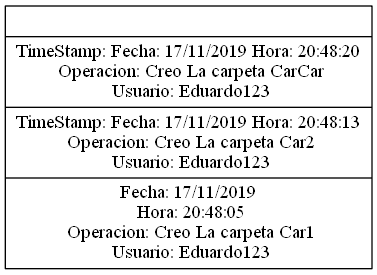 TimeStamp: Fecha: 17/11/2019 Hora: 20:48:20
Operacion: Creo La carpeta CarCar
Usuario: Eduardo123
TimeStamp: Fecha: 17/11/2019 Hora: 20:48:13
Operacion: Creo La carpeta Car2
Usuario: Eduardo123
Fecha: 17/11/2019
Hora: 20:48:05
Operacion: Creo La carpeta Car1
Usuario: Eduardo123